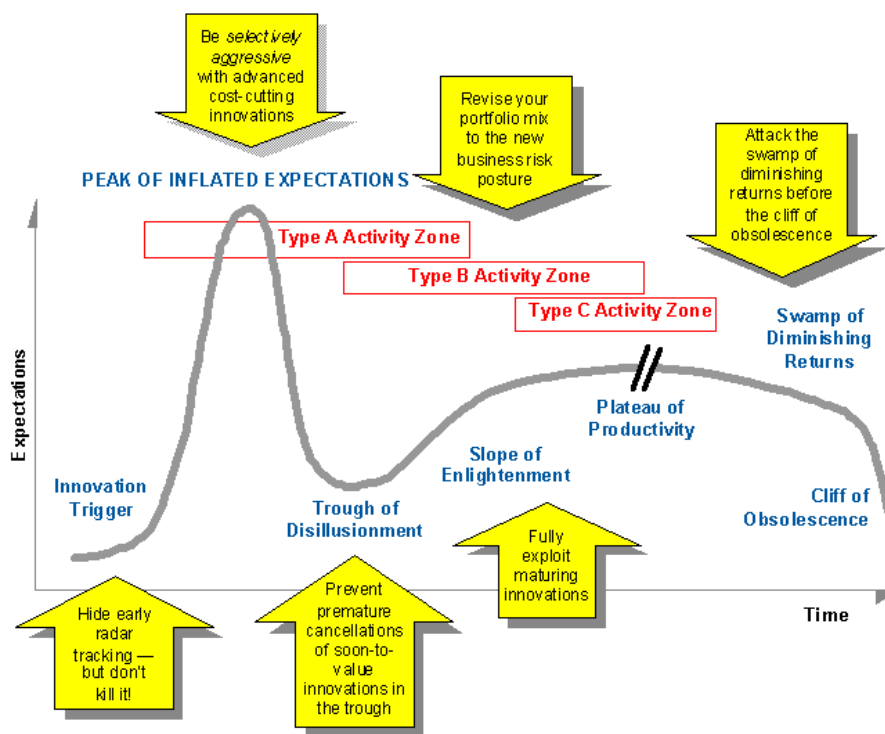 Be selectively
aggressive
with advanced
cost-cutting
innovations
Revise your
portfolio mix
to the new
business risk
posture
Attack the
swamp of
diminishing
returns before
the cliff of
obsolescence
PEAK OF INFLATED EXPECTATIONS
Type A Activity Zone
Type B Activity Zone
Type C Activity Zone
Swamp of
Diminishing
Returns
Expectations
Plateau of
Productivity
Slope of
Enlightenment
Innovation
Trigger
Trough of
Disillusionment
Cliff of
Obsolescence
Fully
exploit
maturing
innovations
Prevent
premature
cancellations
of soon-to-
value
innovations in
the trough
Hide early
radar
tracking —
but don't
kill it!
Time